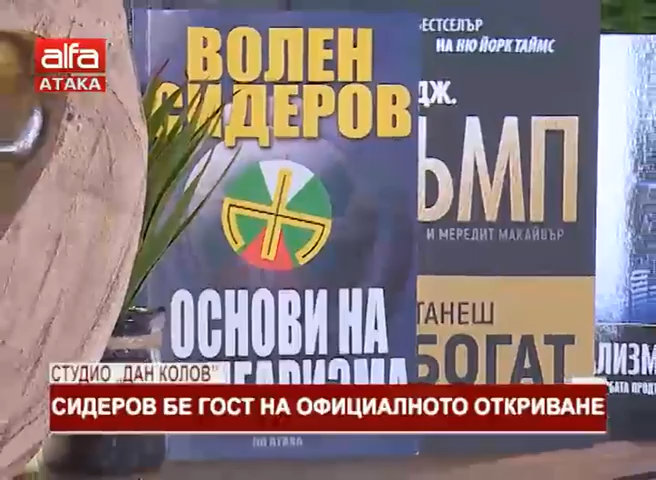 alfa
АТАКА
ВОЛЕН
СИДЕРОВ
ОСНОВИ НА
БЕСТСЕЛЪР
НА НЮ ЙОРК ТАЙМС
ДЖ.
ЪМП
И МЕРЕДИТ МАКАЙВЪР
ТАНЕШ
БОГАТ
ЛИЗМ
СТУДИО „ДАН КОЛОВ"
СИДЕРОВ БЕ ГОСТ НА ОФИЦИАЛНОТО ОТКРИВАНЕ